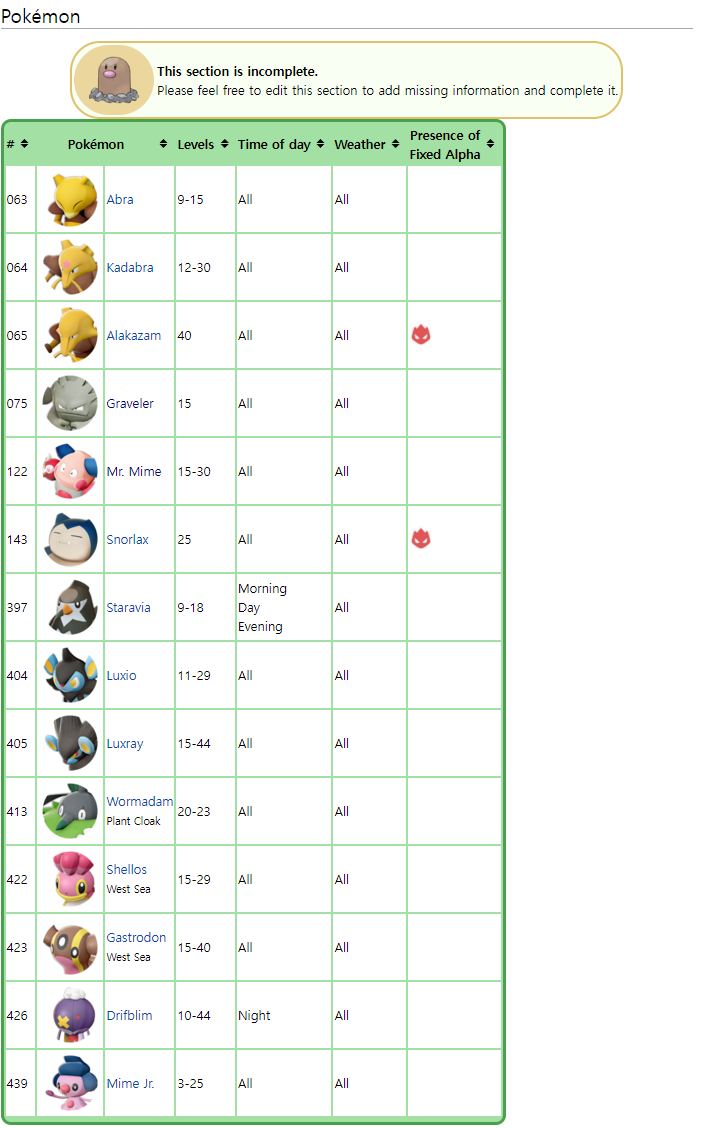 Pokémon
This section is incomplete.
Please feel free to edit this section to add missing information and complete it.
# Pokémon Levels Time of day Weather Presence of
Fixed Alpha
063 Abra 9-15 All All
064 Kadabra 12-30 All All
065 Alakazam 40 All All
075 Graveler 15 All All
122 Mr. Mime 15-30 All All
143 Snorlax 25 All All
397 Staravia 9-18 Morning All
Day
Evening
404 Luxio 11-29 All All
405 Luxray 15-44 All All
413 Wormadam 20-23 All All
Plant Cloak
422 Shellos 15-29 All All
West Sea
423 Gastrodon 15-40 All All
West Sea
426 Drifblim 10-44 Night All
439 Mime Jr. 3-25 All All